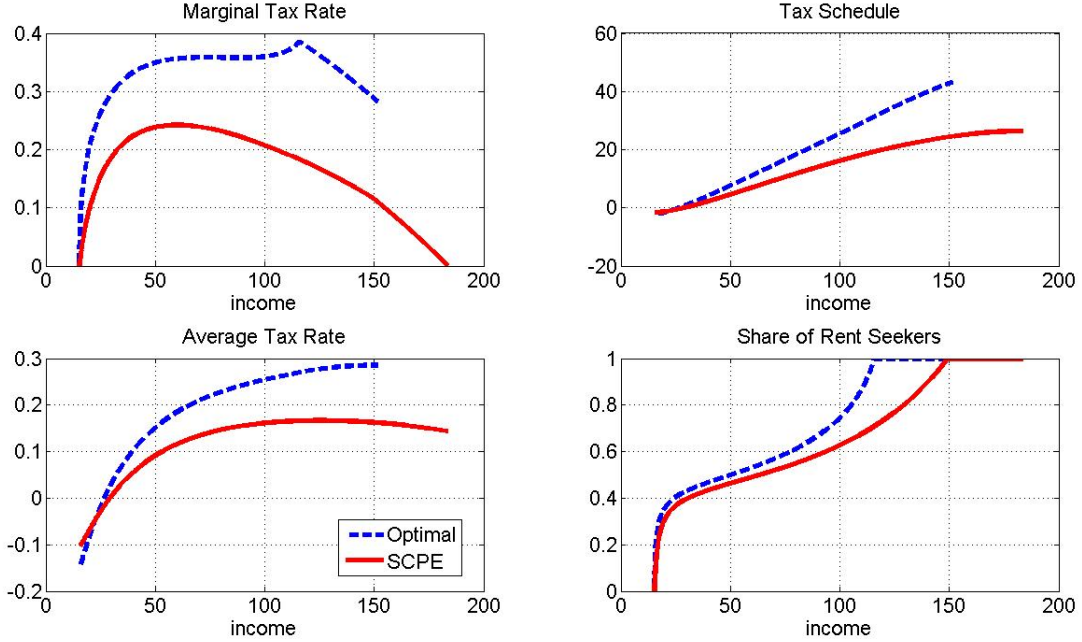 Marginal Tax Rate
0.4
0.3
0.2
0.1
0
0 50 100 150 200
income
Tax Schedule
60
40
20
0
-20
0 50 100 150 200
income
Average Tax Rate
0.3
0.2
0.1
0
-0.1
-0.2
0 50 100 150 200
income
Optimal
SCPE
Share of Rent Seekers
1
0.8
0.6
0.4
0.2
0
0 50 100 150 200
income